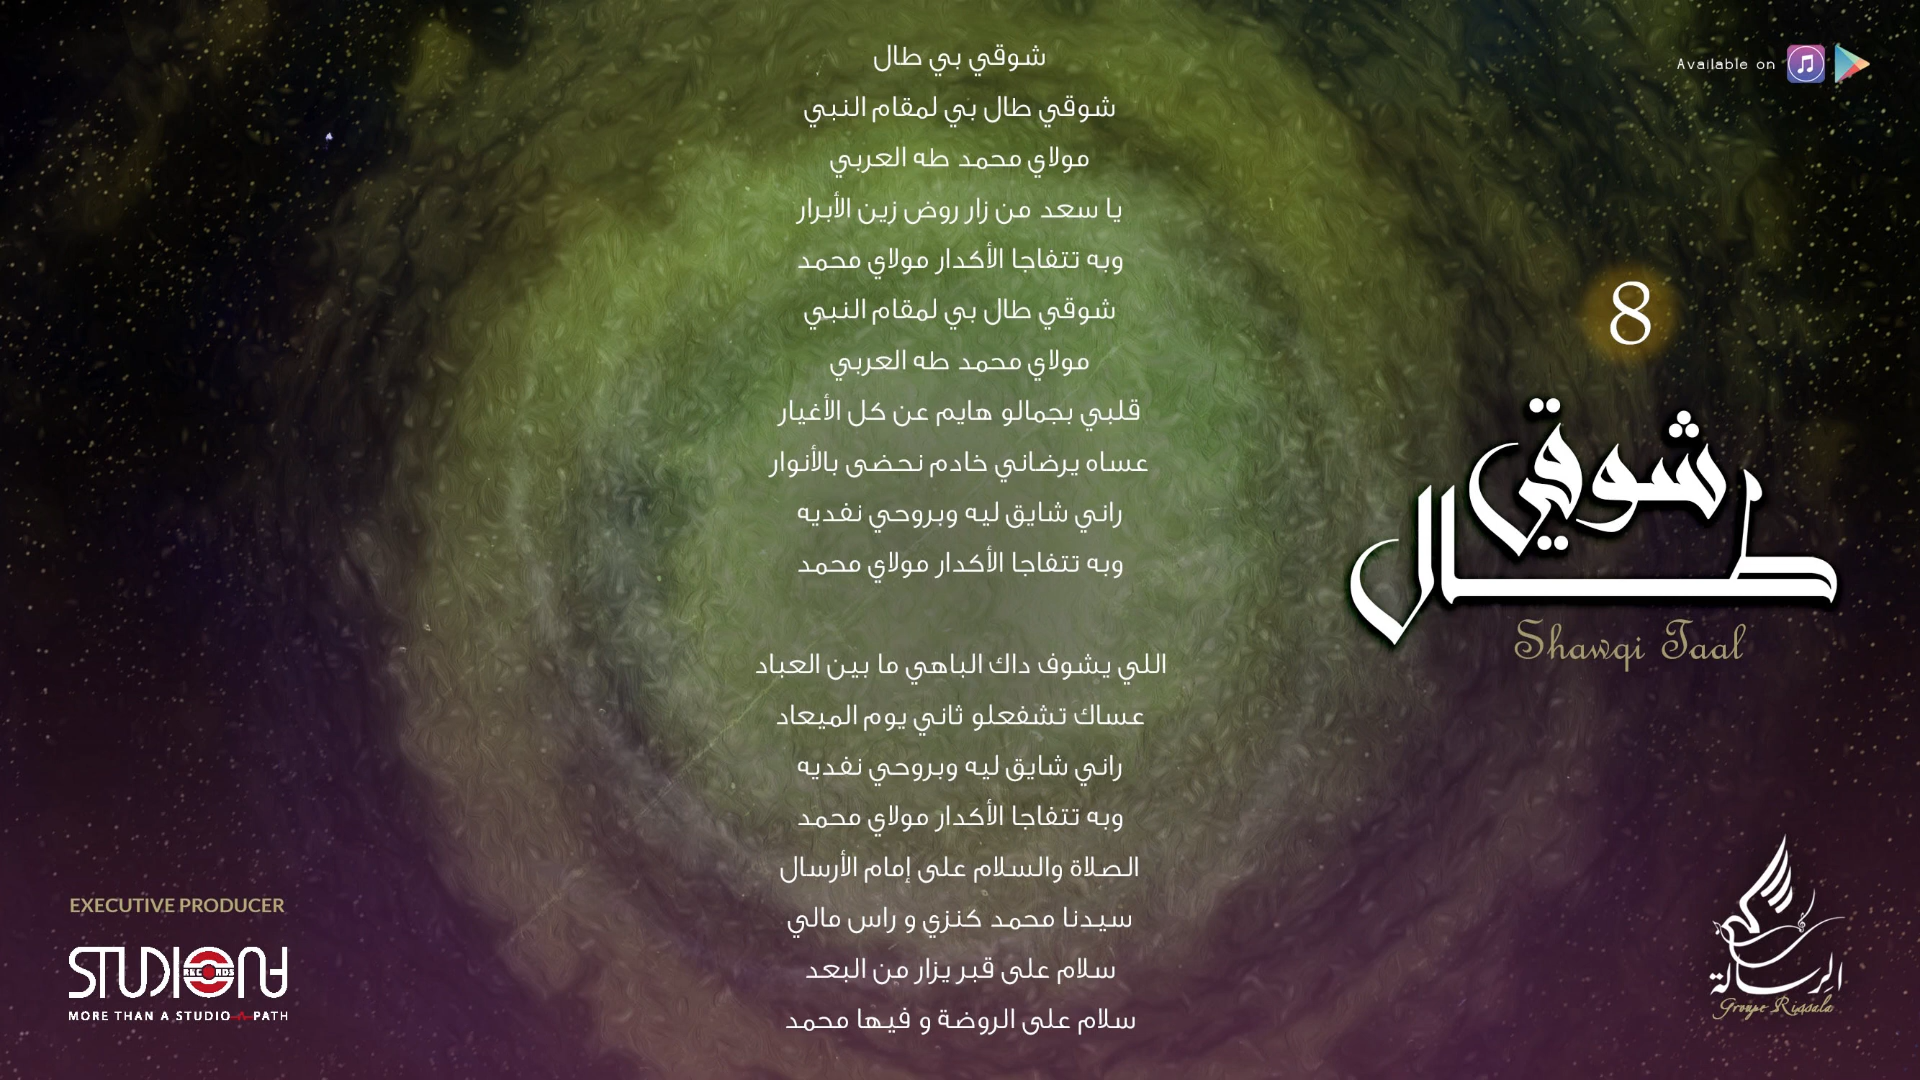 شوقي بي طال
شوقي طال بي لمقام النبي
مولاي محمد طه العربي
يا سعد من زار روض زين الأبرار
وبه تتفاجا الأكدار مولاي محمد
شوقي طال بي لمقام النبي
مولاي محمد طه العربي
قلبي بجمالو هايم عن كل الأغيار
عساه يرضاني خادم نحضى بالأنوار
راني شايق ليه وبروحي نفديه
وبه تتفاجا الأكدار مولاي محمد
اللي يشوف داك الباهي ما بين العباد
عساك تشفعلو ثاني يوم الميعاد
راني شايق ليه وبروحي نفديه
وبه تتفاجا الأكدار مولاي محمد
الصلاة والسلام على إمام الأرسال
سيدنا محمد كنزي و راس مالي
سلام على قبر يزار من البعد
سلام على الروضة و فيها محمد
Available on
8
شوقي
طال
Shawqi Taal
EXECUTIVE PRODUCER
STUDIO
RECORDS
MORE THAN A STUDIO PATH
الرسالة
Groupe Rissala